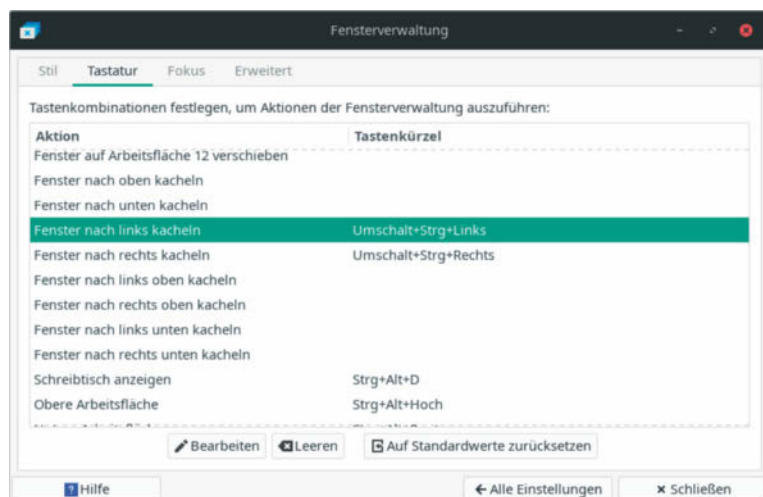 Fensterverwaltung
Stil Tastatur Fokus Erweitert
Tastenkombinationen festlegen, um Aktionen der Fensterverwaltung auszuführen:
Aktion Tastenkürzel
Fenster auf Arbeitsfläche 12 verschieben
Fenster nach oben kacheln
Fenster nach unten kacheln
Fenster nach links kacheln Umschalt+Strg+Links
Fenster nach rechts kacheln Umschalt+Strg+Rechts
Fenster nach links oben kacheln
Fenster nach rechts oben kacheln
Fenster nach links unten kacheln
Fenster nach rechts unten kacheln
Schreibtisch anzeigen Strg+Alt+D
Obere Arbeitsfläche Strg+Alt+Hoch
Bearbeiten Leeren Auf Standardwerte zurücksetzen
Hilfe Alle Einstellungen Schließen